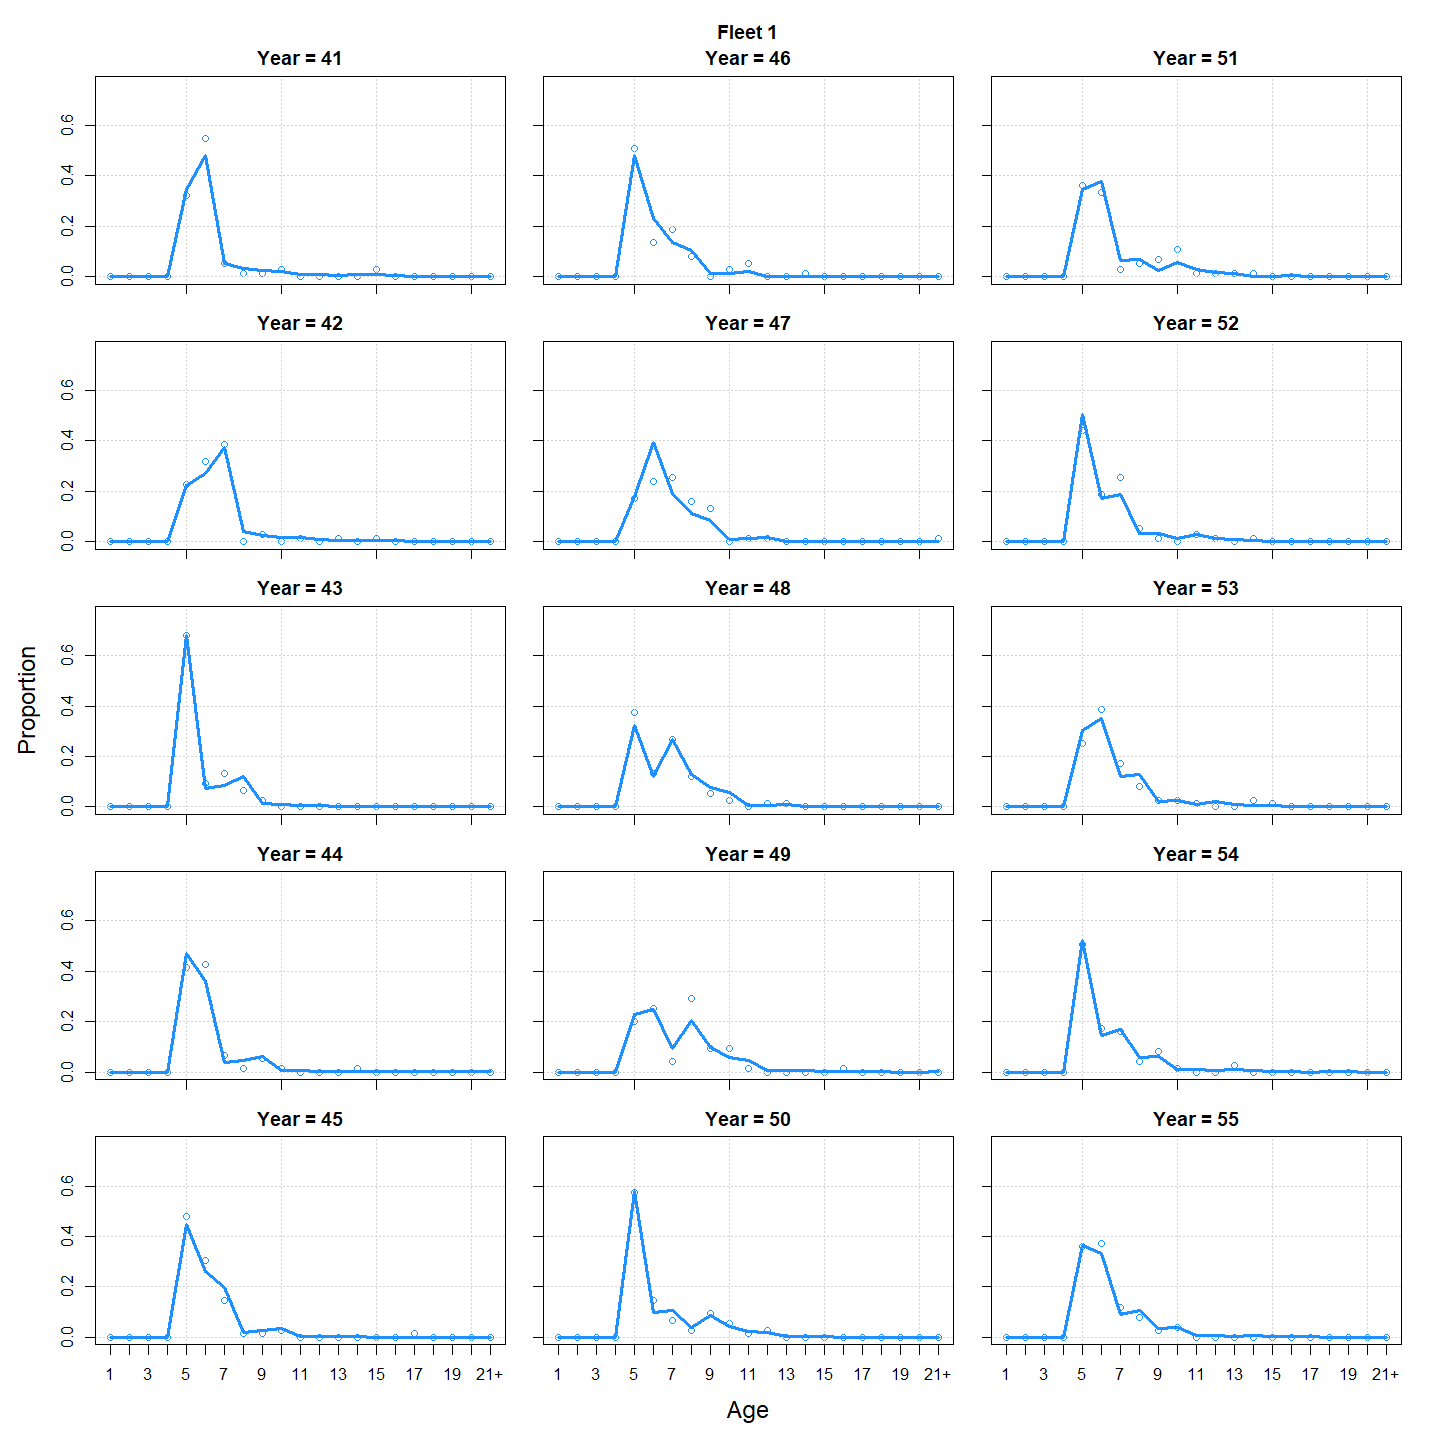 Fleet 1
Year = 41
Year = 46
Year = 51
0.0 0.2 0.4 0.6
Year = 42
Year = 47
Year = 52
0.0 0.2 0.4 0.6
Year = 43
Year = 48
Year = 53
0.0 0.2 0.4 0.6
Proportion
Year = 44
Year = 49
Year = 54
0.0 0.2 0.4 0.6
Year = 45
Year = 50
Year = 55
0.0 0.2 0.4 0.6
1 3 5 7 9 11 13 15 17 19 21+
1 3 5 7 9 11 13 15 17 19 21+
1 3 5 7 9 11 13 15 17 19 21+
Age